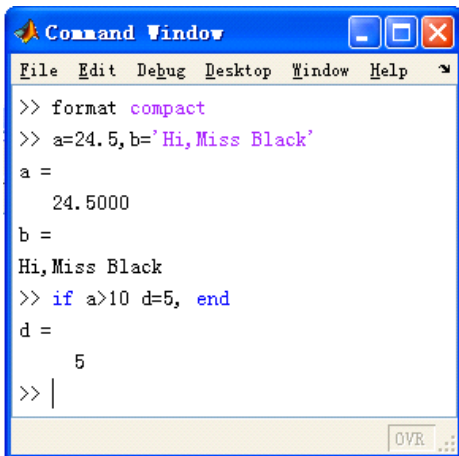 Command Window
File Edit Debug Desktop Window Help
>> format compact
>> a=24.5,b='Hi,Miss Black'
a =
24.5000
b =
Hi,Miss Black
>> if a>10 d=5, end
d =
5
>>
OVR